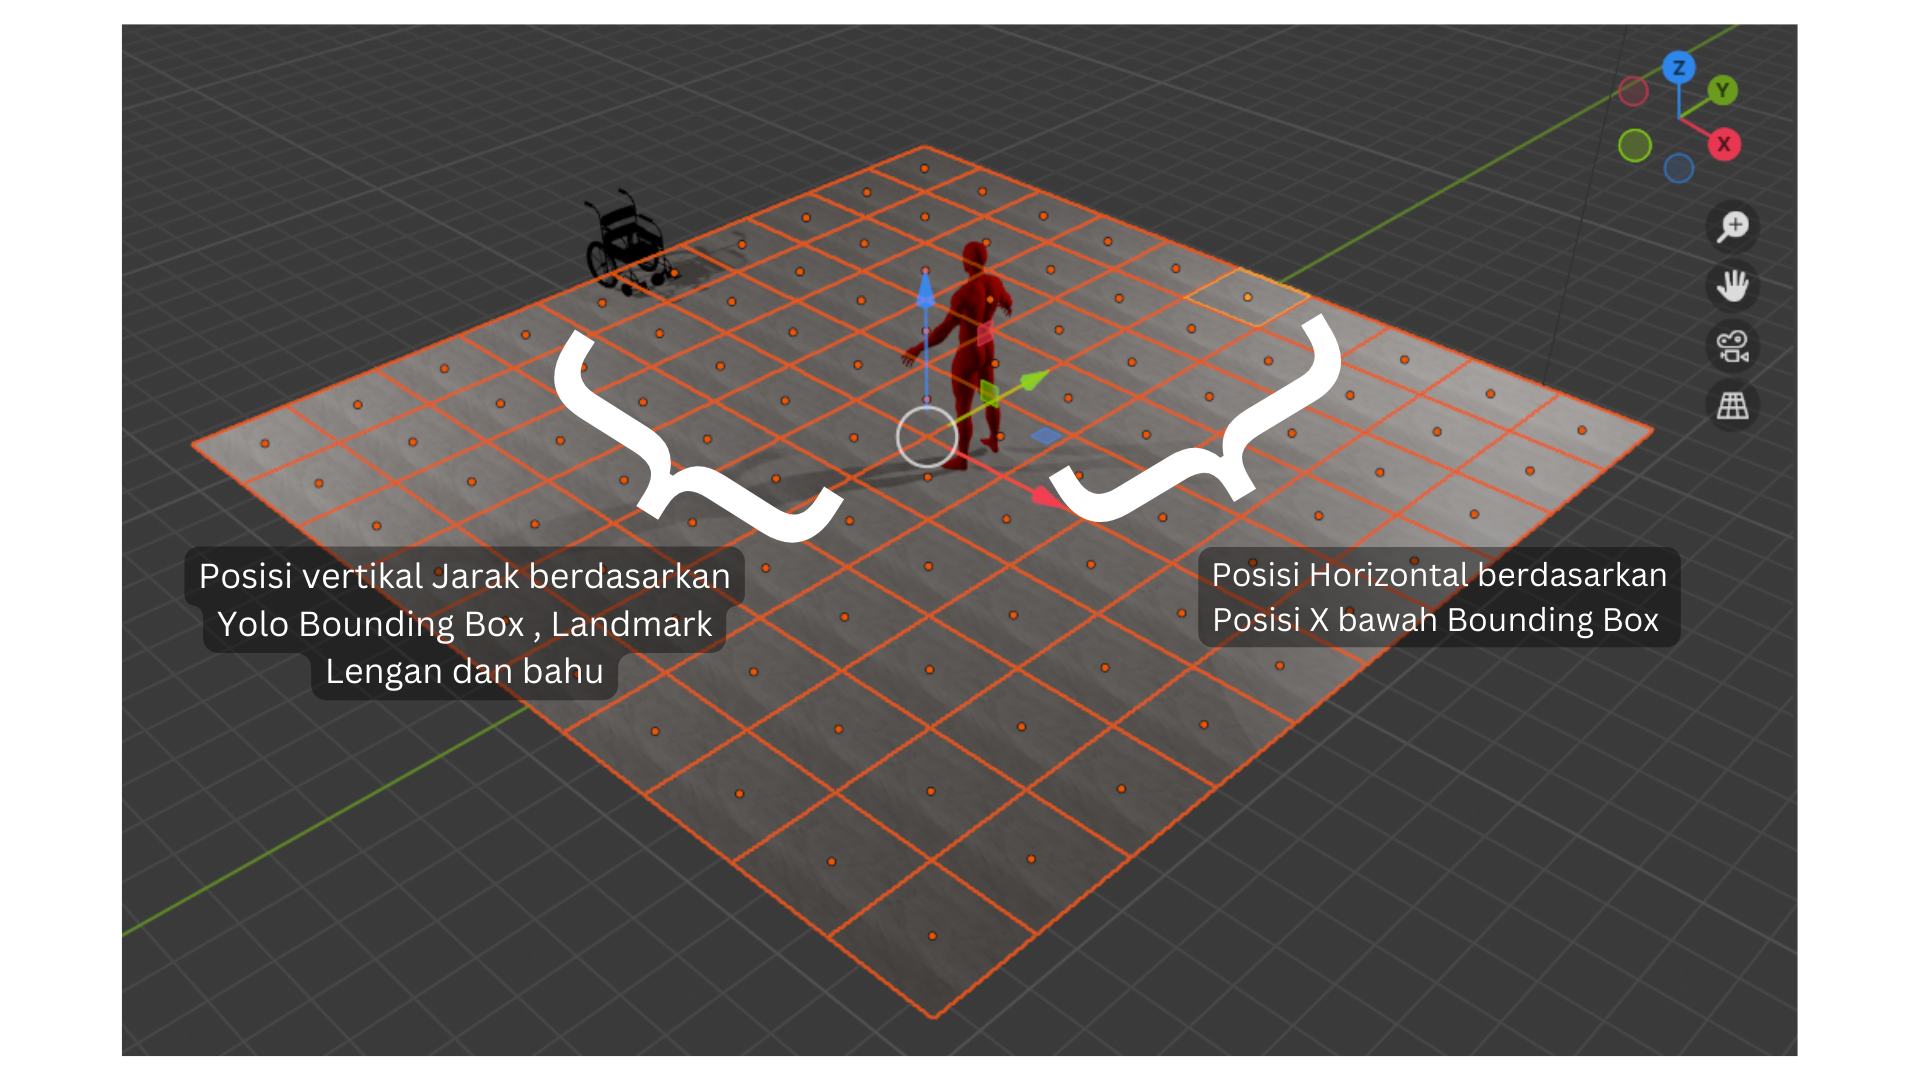 Z
Y
X
Posisi vertikal Jarak berdasarkan
Yolo Bounding Box , Landmark
Lengan dan bahu
Posisi Horizontal berdasarkan
Posisi X bawah Bounding Box